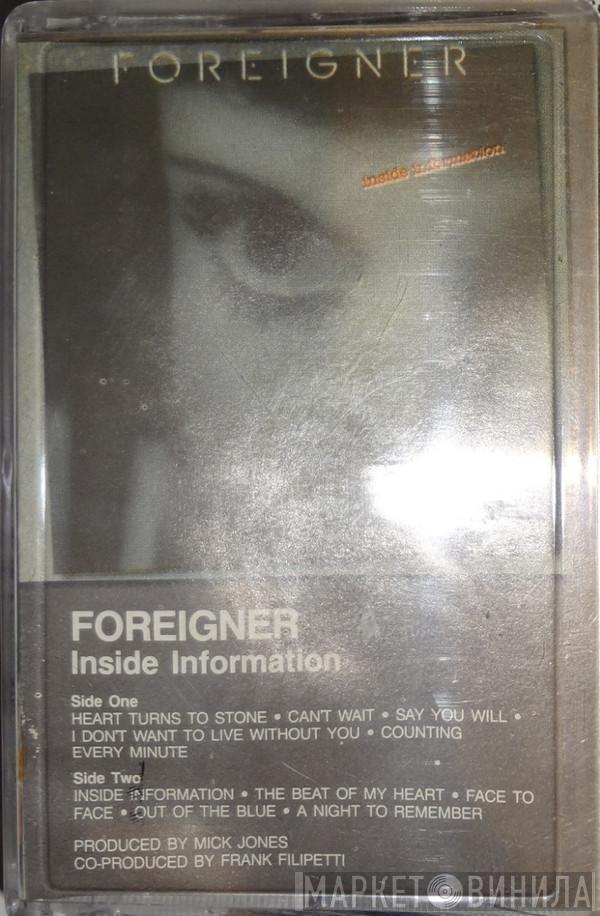 FOREIGNER
inside information
FOREIGNER
Inside Information
Side One
HEART TURNS TO STONE • CAN'T WAIT • SAY YOU WILL •
I DON'T WANT TO LIVE WITHOUT YOU • COUNTING
EVERY MINUTE
Side Two
INSIDE INFORMATION • THE BEAT OF MY HEART • FACE TO
FACE • OUT OF THE BLUE • A NIGHT TO REMEMBER
PRODUCED BY MICK JONES
CO-PRODUCED BY FRANK FILIPETTI
МАРКЕТ ВИНИЛА